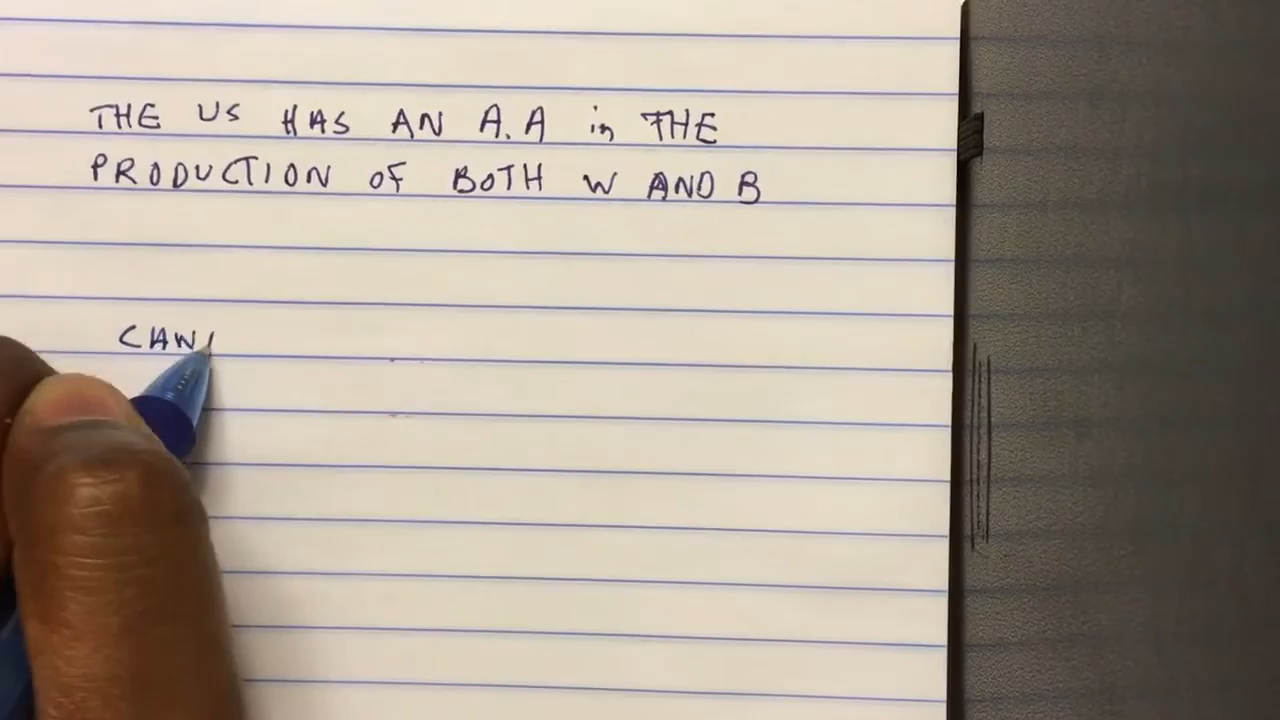 THE US HAS AN A.A in THE
PRODUCTION OF BOTH W AND B